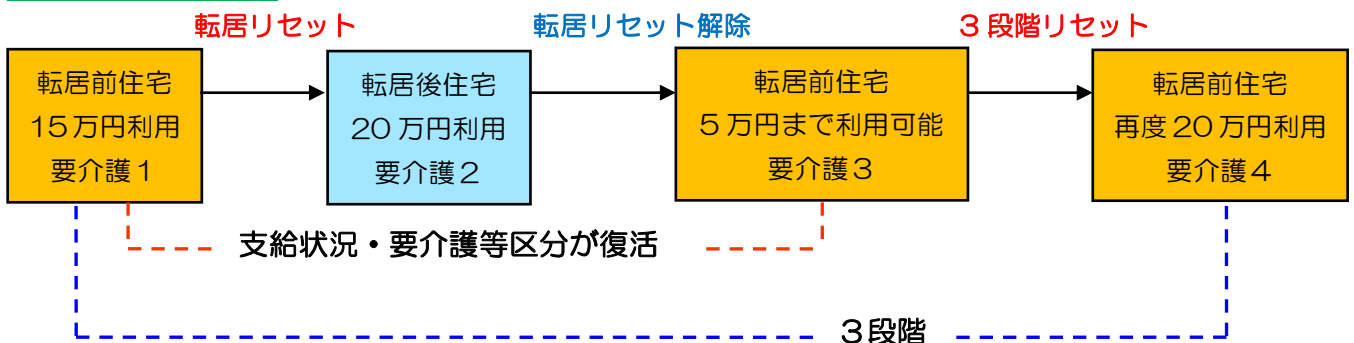 転居リセット
転居リセット解除
3段階リセット
転居前住宅
15万円利用
要介護1
転居後住宅
20万円利用
要介護2
転居前住宅
5万円まで利用可能
要介護3
転居前住宅
再度20万円利用
要介護4
支給状況・要介護等区分が復活
3段階